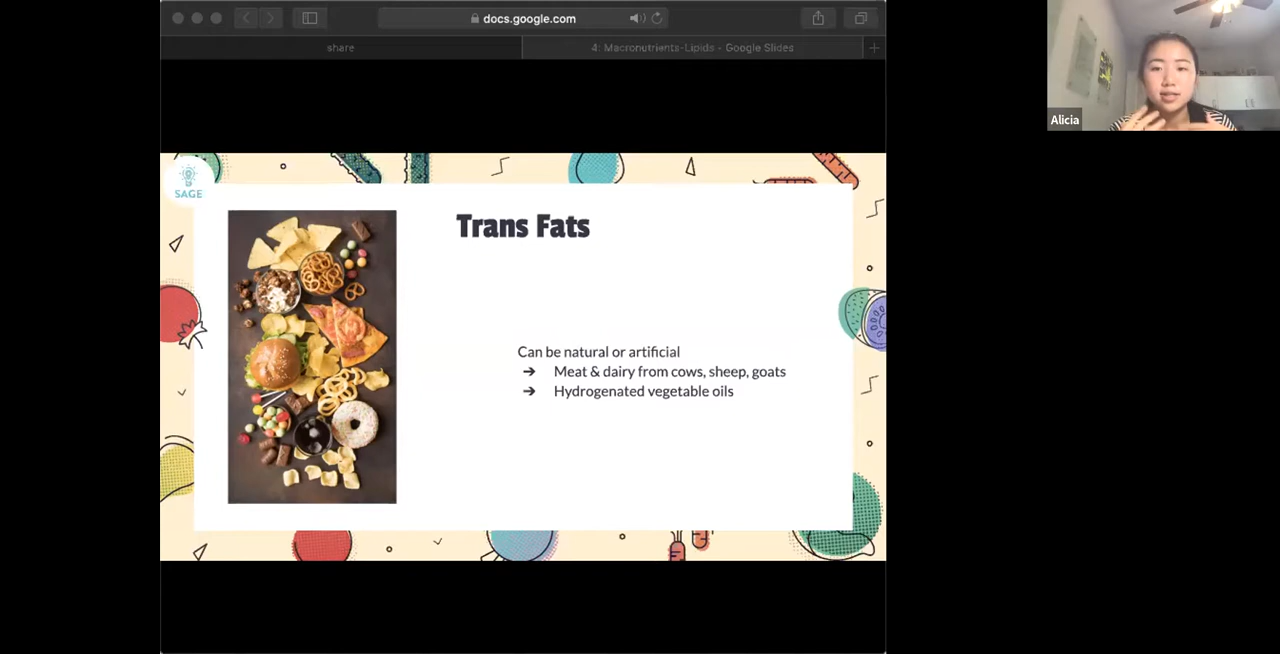 docs.google.com
share
4: Macronutrients-Lipids - Google Slides
Alicia
SAGE
Trans Fats
Can be natural or artificial
➔ Meat & dairy from cows, sheep, goats
➔ Hydrogenated vegetable oils